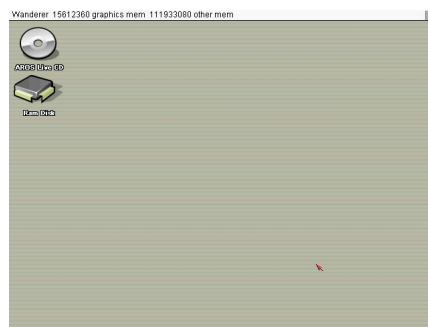 Wanderer 15612360 graphics mem 111933080 other mem
AROS Live CD
Ram Disk